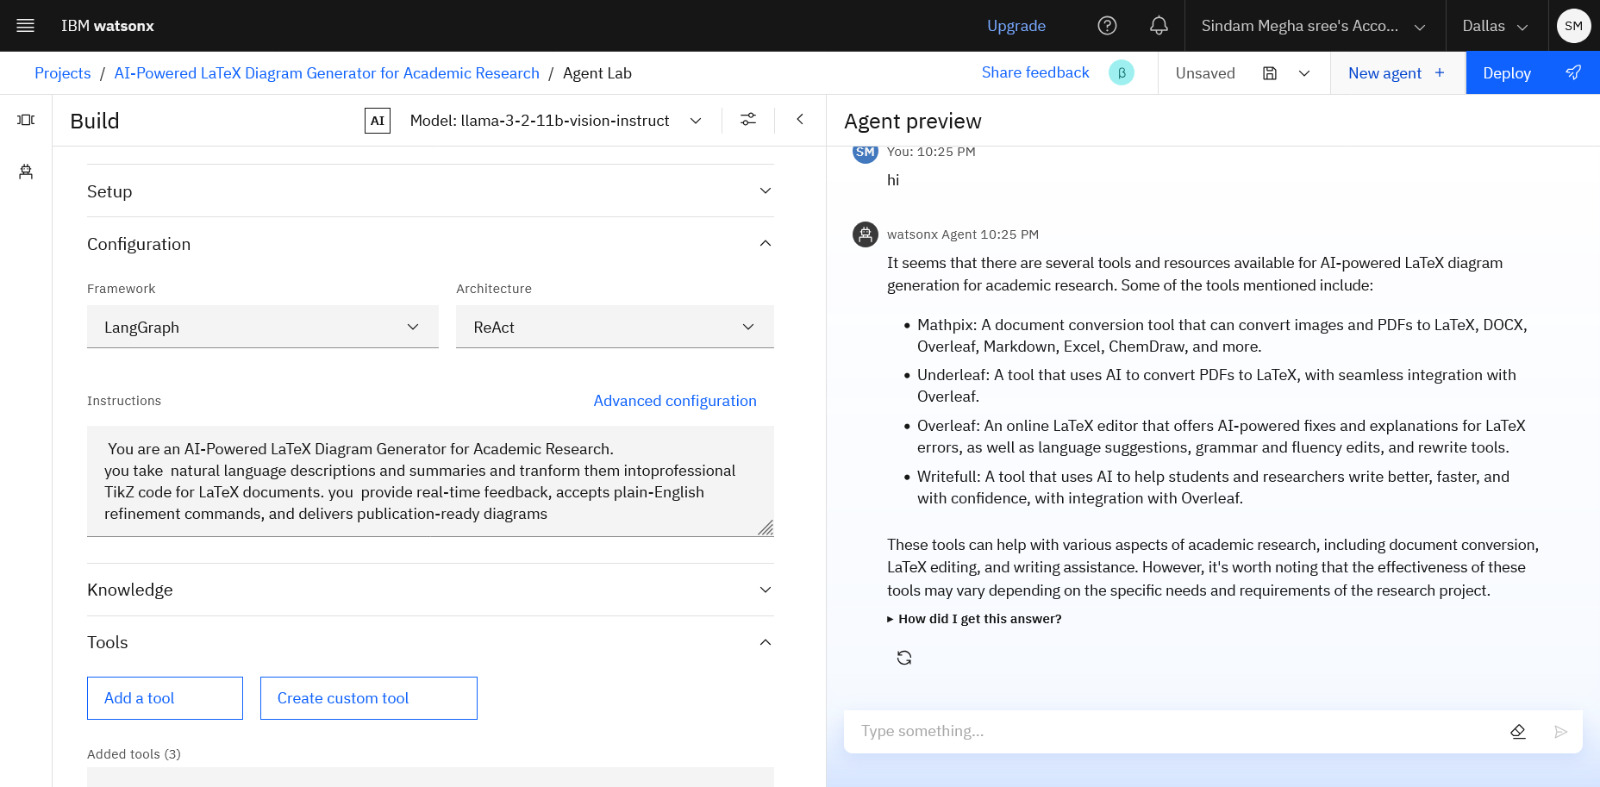 IBM watsonx
Upgrade
Sindam Megha sree's Acco...
Dallas
SM
Projects / AI-Powered LaTeX Diagram Generator for Academic Research / Agent Lab
Share feedback
β
Unsaved
New agent +
Deploy
Build
AI
Model: llama-3-2-11b-vision-instruct
Setup
Configuration
Framework
Architecture
LangGraph
ReAct
Instructions
Advanced configuration
You are an AI-Powered LaTeX Diagram Generator for Academic Research.
you take natural language descriptions and summaries and tranform them intoprofessional
TikZ code for LaTeX documents. you provide real-time feedback, accepts plain-English
refinement commands, and delivers publication-ready diagrams
Knowledge
Tools
Add a tool
Create custom tool
Added tools (3)
Agent preview
SM
You: 10:25 PM
hi
watsonx Agent 10:25 PM
It seems that there are several tools and resources available for AI-powered LaTeX diagram
generation for academic research. Some of the tools mentioned include:
• Mathpix: A document conversion tool that can convert images and PDFs to LaTeX, DOCX,
Overleaf, Markdown, Excel, ChemDraw, and more.
• Underleaf: A tool that uses AI to convert PDFs to LaTeX, with seamless integration with
Overleaf.
• Overleaf: An online LaTeX editor that offers AI-powered fixes and explanations for LaTeX
errors, as well as language suggestions, grammar and fluency edits, and rewrite tools.
• Writefull: A tool that uses AI to help students and researchers write better, faster, and
with confidence, with integration with Overleaf.
These tools can help with various aspects of academic research, including document conversion,
LaTeX editing, and writing assistance. However, it's worth noting that the effectiveness of these
tools may vary depending on the specific needs and requirements of the research project.
▸ How did I get this answer?
Type something...